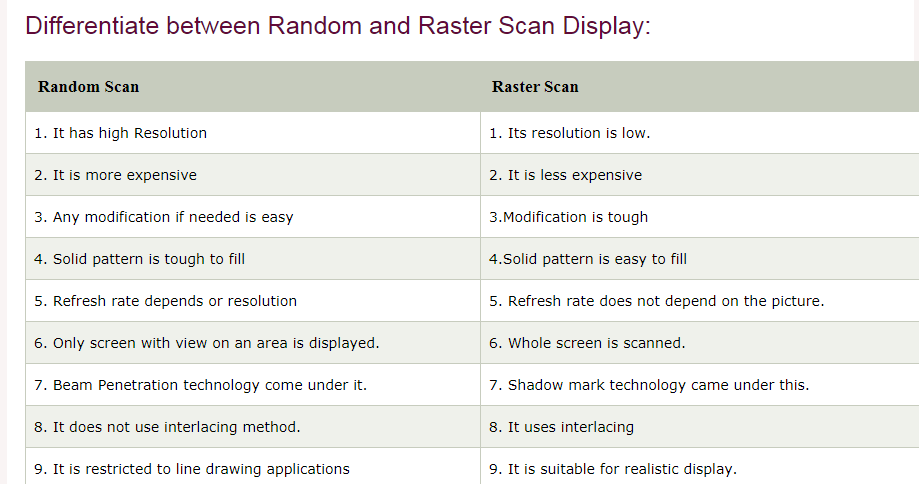 Differentiate between Random and Raster Scan Display:
Random Scan
Raster Scan
1. It has high Resolution
1. Its resolution is low.
2. It is more expensive
2. It is less expensive
3. Any modification if needed is easy
3.Modification is tough
4. Solid pattern is tough to fill
4.Solid pattern is easy to fill
5. Refresh rate depends or resolution
5. Refresh rate does not depend on the picture.
6. Only screen with view on an area is displayed.
6. Whole screen is scanned.
7. Beam Penetration technology come under it.
7. Shadow mark technology came under this.
8. It does not use interlacing method.
8. It uses interlacing
9. It is restricted to line drawing applications
9. It is suitable for realistic display.